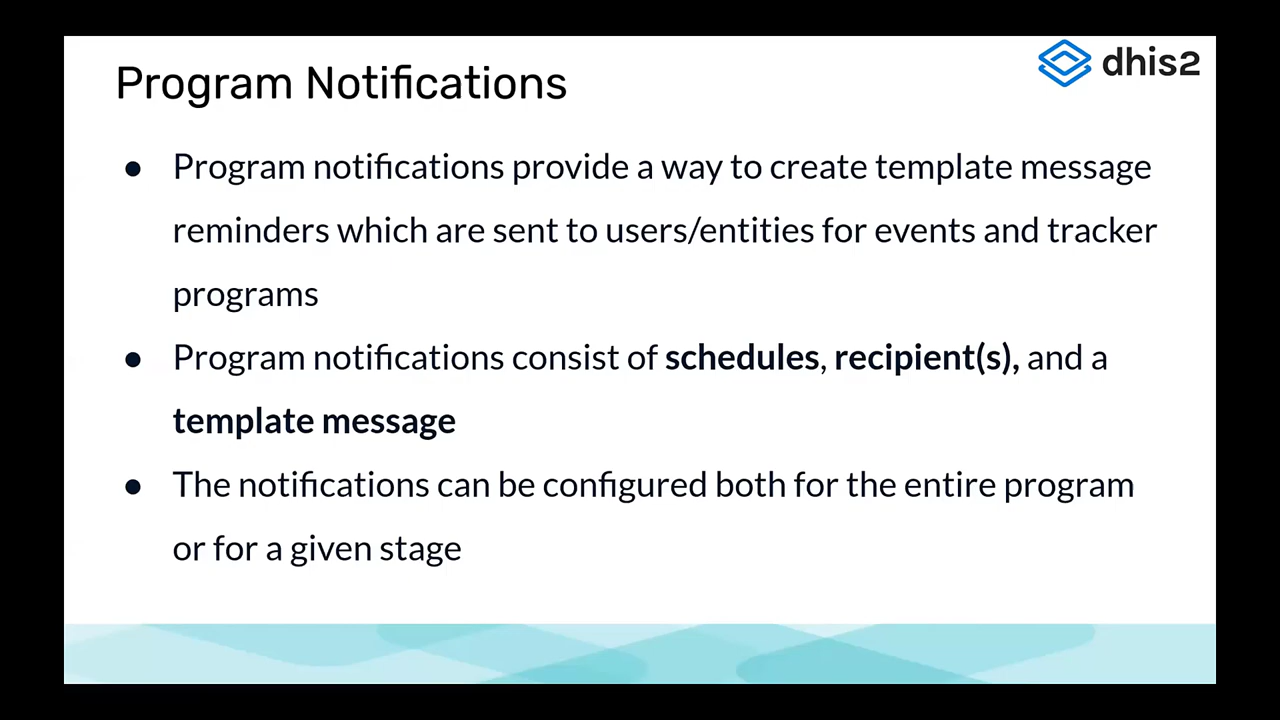 dhis2
Program Notifications
● Program notifications provide a way to create template message
reminders which are sent to users/entities for events and tracker
programs
● Program notifications consist of schedules, recipient(s), and a
template message
● The notifications can be configured both for the entire program
or for a given stage